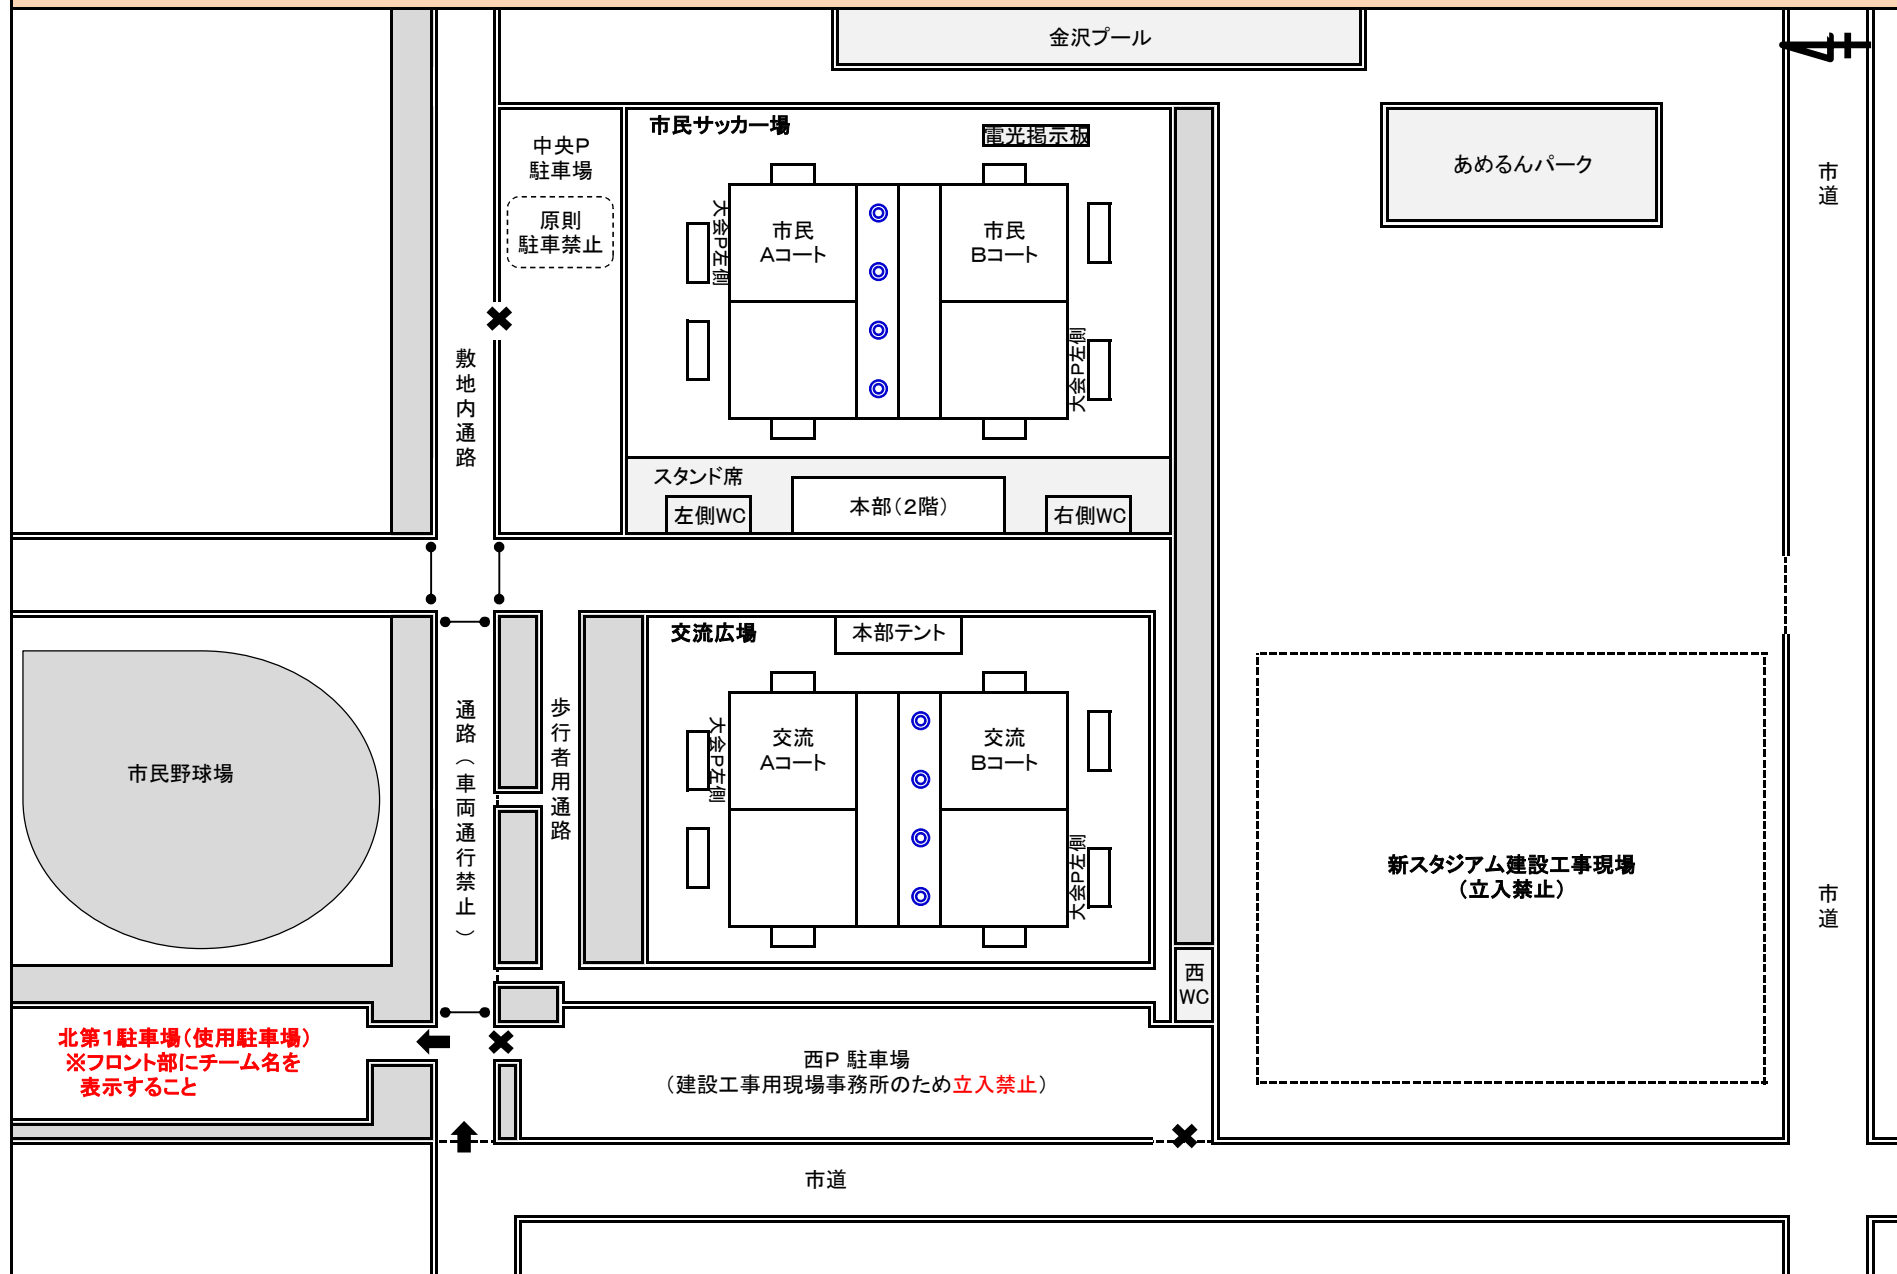 金沢プール
4
市民サッカー場
電光掲示板
中央P
駐車場
原則
駐車禁止
あめるんパーク
市道
大会P左側
市民
Aコート
市民
Bコート
大会P左側
敷地内通路
スタンド席
左側WC
本部（2階）
右側WC
交流広場
本部テント
通路（車両通行禁止）
歩行者用通路
大会P左側
交流
Aコート
交流
Bコート
大会P左側
市民野球場
新スタジアム建設工事現場
（立入禁止）
市道
西
WC
北第1駐車場（使用駐車場）
※フロント部にチーム名を
表示すること
西P 駐車場
（建設工事用現場事務所のため立入禁止）
市道